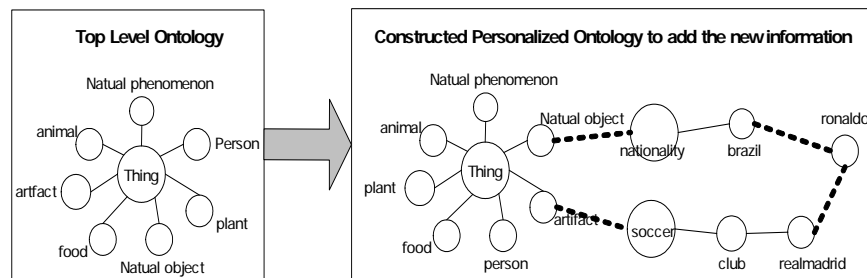 Top Level Ontology
Natual phenomenon
animal
Person
Thing
artfact
plant
food
Natual object
Constructed Personalized Ontology to add the new information
Natual phenomenon
Natual object
ronaldo
animal
nationality
brazil
Thing
plant
artifact
soccer
food
person
club
realmadrid